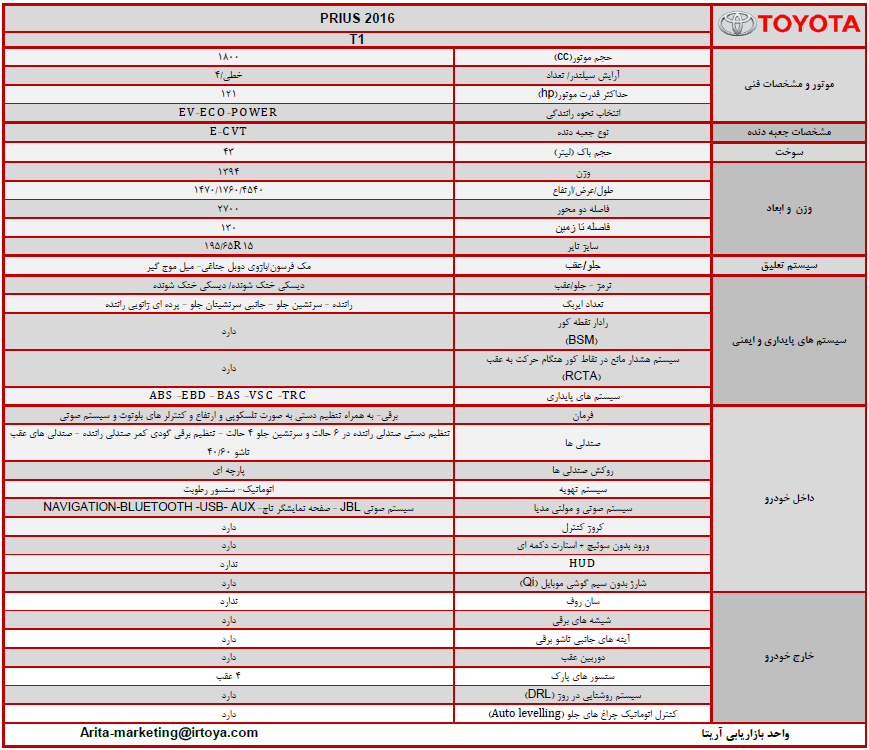 PRIUS 2016
TOYOTA
T1
موتور و مشخصات فنی
حجم موتور(cc) ۱۸۰۰
آرایش سیلندر/ تعداد خطی/۴
حداکثر قدرت موتور(hp) ۱۲۱
انتخاب نحوه رانندگی EV-ECO-POWER
مشخصات جعبه دنده نوع جعبه دنده E-CVT
سوخت حجم باک (لیتر) ۴۳
وزن و ابعاد
وزن ۱۳۹۴
طول/عرض/ارتفاع ۱۴۷۰/۱۷۶۰/۴۵۴۰
فاصله دو محور ۲۷۰۰
فاصله تا زمین ۱۳۰
سایز تایر ۱۹۵/۶۵R۱۵
سیستم تعلیق جلو/عقب مک فرسون/بازوی دوبل جناغی- میل موج گیر
سیستم های پایداری و ایمنی
ترمز - جلو/عقب دیسکی خنک شونده/ دیسکی خنک شونده
تعداد ایربگ راننده - سرنشین جلو - جانبی سرنشینان جلو - پرده ای زانویی راننده
رادار نقطه کور
(BSM) دارد
سیستم هشدار مانع در نقاط کور هنگام حرکت به عقب
(RCTA) دارد
سیستم های پایداری ABS -EBD - BAS -VSC -TRC
داخل خودرو
فرمان برقی- به همراه تنظیم دستی به صورت تلسکوپی و ارتفاع و کنترلر های بلوتوث و سیستم صوتی
صندلی ها تنظیم دستی صندلی راننده در ۶ حالت و سرنشین جلو ۴ حالت - تنظیم برقی گودی کمر صندلی راننده - صندلی های عقب
تاشو ۴۰/۶۰
روکش صندلی ها پارچه ای
سیستم تهویه اتوماتیک- سنسور رطوبت
سیستم صوتی و مولتی مدیا سیستم صوتی JBL - صفحه نمایشگر تاچ- NAVIGATION-BLUETOOTH -USB- AUX
کروز کنترل دارد
ورود بدون سوئیچ + استارت دکمه ای دارد
HUD ندارد
شارژ بدون سیم گوشی موبایل (Qi) دارد
خارج خودرو
سان روف ندارد
شیشه های برقی دارد
آینه های جانبی تاشو برقی دارد
دوربین عقب دارد
سنسور های پارک ۴ عقب
سیستم روشنایی در روز (DRL) دارد
کنترل اتوماتیک چراغ های جلو (Auto levelling) دارد
واحد بازاریابی آریتا Arita-marketing@irtoya.com